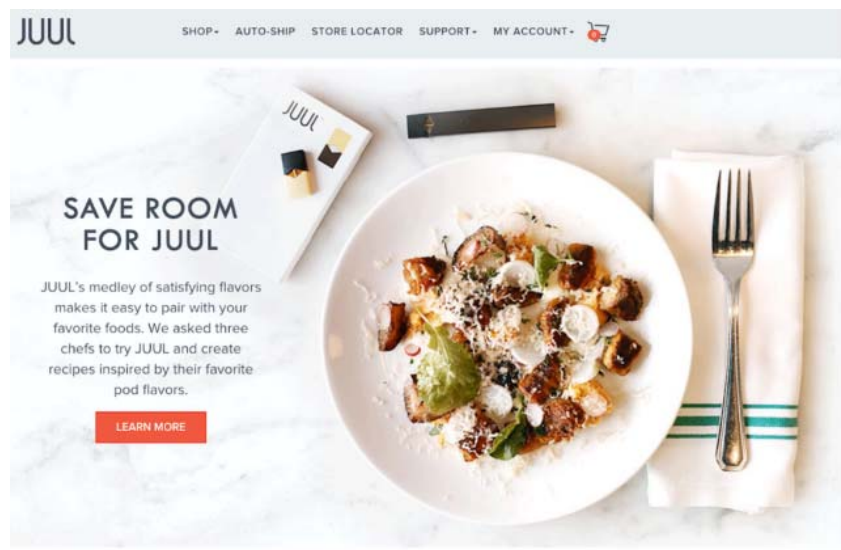 JUUL
SHOP
AUTO-SHIP
STORE LOCATOR
SUPPORT
MY ACCOUNT
0
JUUL
SAVE ROOM
FOR JUUL
JUUL's medley of satisfying flavors
makes it easy to pair with your
favorite foods. We asked three
chefs to try JUUL and create
recipes inspired by their favorite
pod flavors.
LEARN MORE